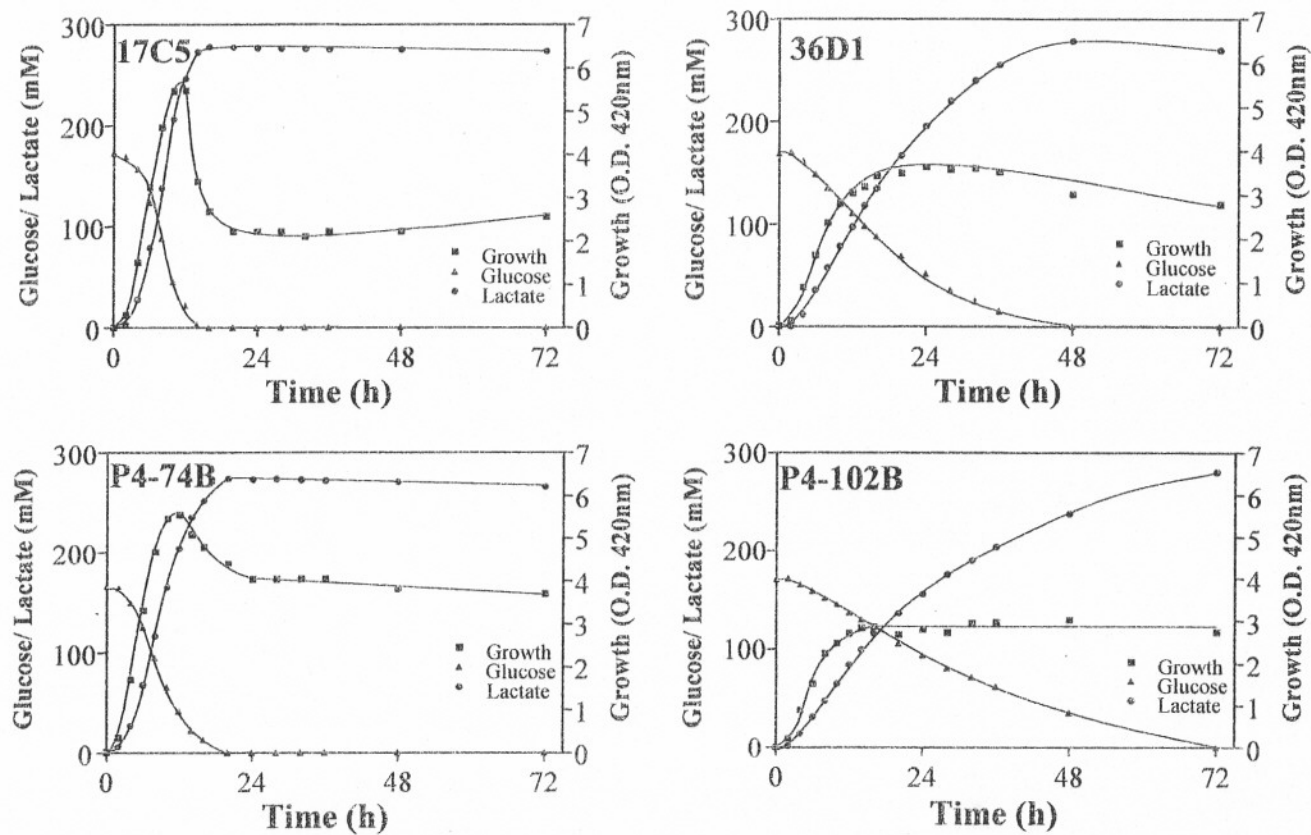 17C5
Glucose/ Lactate (mM)
300
200
100
0
7
6
5
4
3
2
1
0
Growth (O.D. 420nm)
Growth
Glucose
Lactate
0 24 48 72
Time (h)
36D1
Glucose/ Lactate (mM)
300
200
100
0
7
6
5
4
3
2
1
0
Growth (O.D. 420nm)
Growth
Glucose
Lactate
0 24 48 72
Time (h)
P4-74B
Glucose/ Lactate (mM)
300
200
100
0
7
6
5
4
3
2
1
0
Growth (O.D. 420nm)
Growth
Glucose
Lactate
0 24 48 72
Time (h)
P4-102B
Glucose/ Lactate (mM)
300
200
100
0
7
6
5
4
3
2
1
0
Growth (O.D. 420nm)
Growth
Glucose
Lactate
0 24 48 72
Time (h)